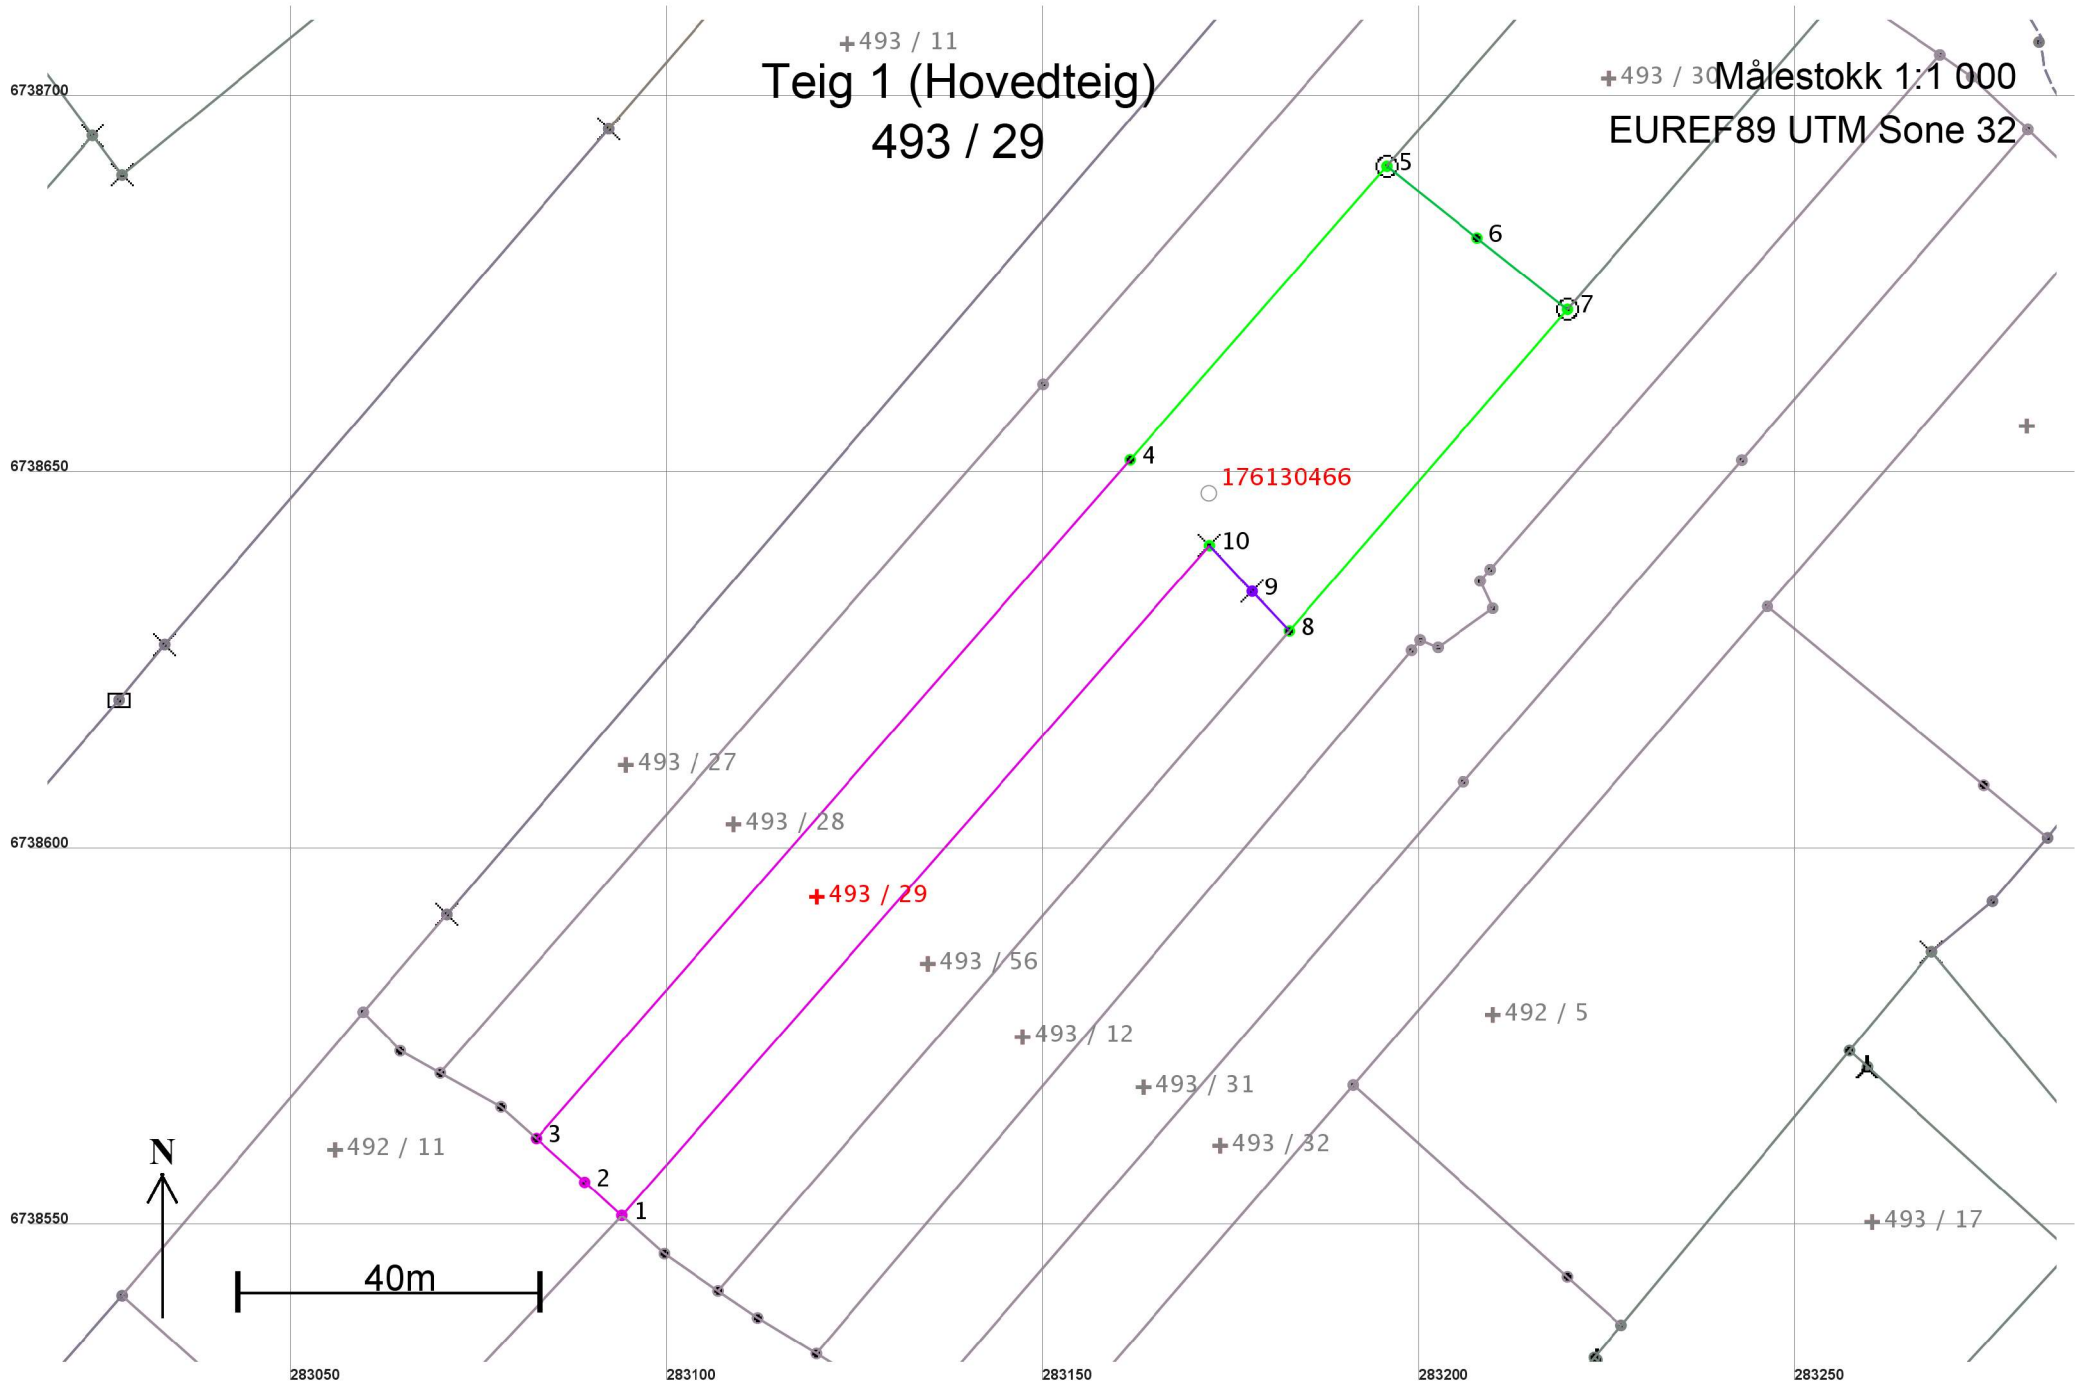 493 / 11
Teig 1 (Hovedteig)
493 / 30
Målestokk 1:1 000
6738700
493 / 29
EUREF89 UTM Sone 32
5
6
7
4
6738650
176130466
10
9
8
493 / 27
493 / 28
6738600
493 / 29
493 / 56
492 / 5
493 / 12
493 / 31
3
492 / 11
N
493 / 32
2
1
6738550
493 / 17
40m
283050
283100
283150
283200
283250